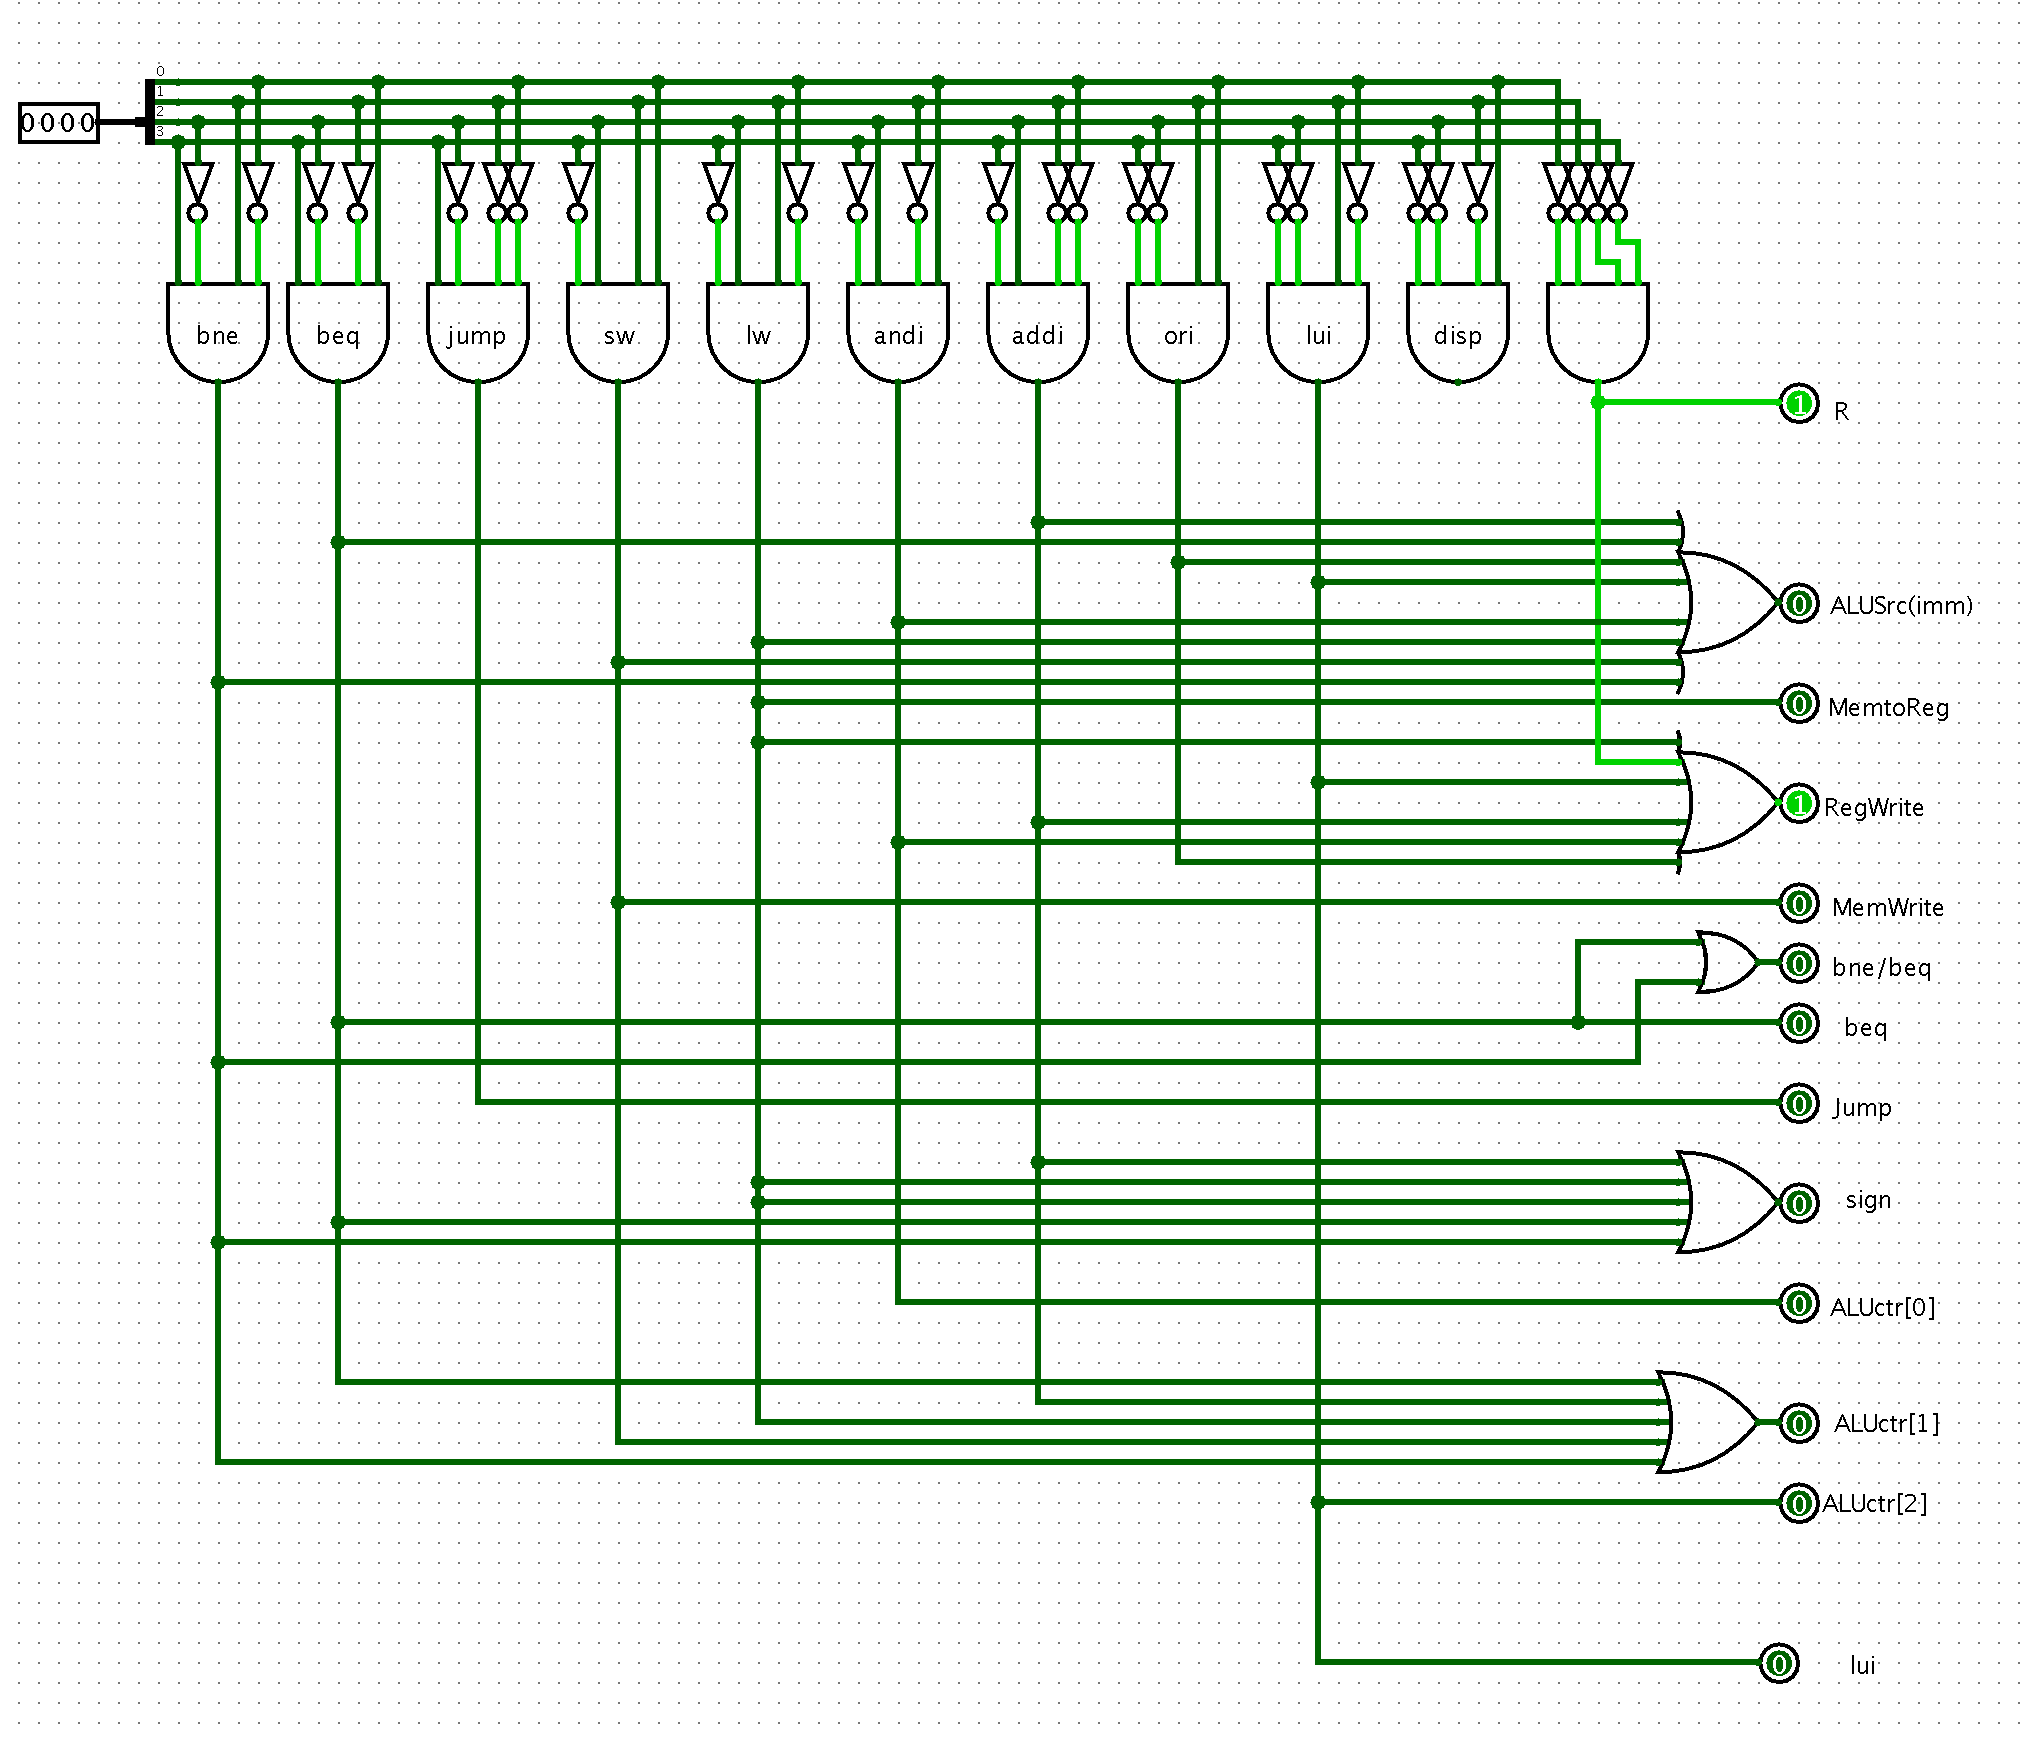 0
1
2
3
0000
bne beq jump sw lw andi addi ori lui disp
1 R
0 ALUSrc(imm)
0 MemtoReg
1 RegWrite
0 MemWrite
0 bne/beq
0 beq
0 Jump
0 sign
0 ALUctr[0]
0 ALUctr[1]
0 ALUctr[2]
0 lui